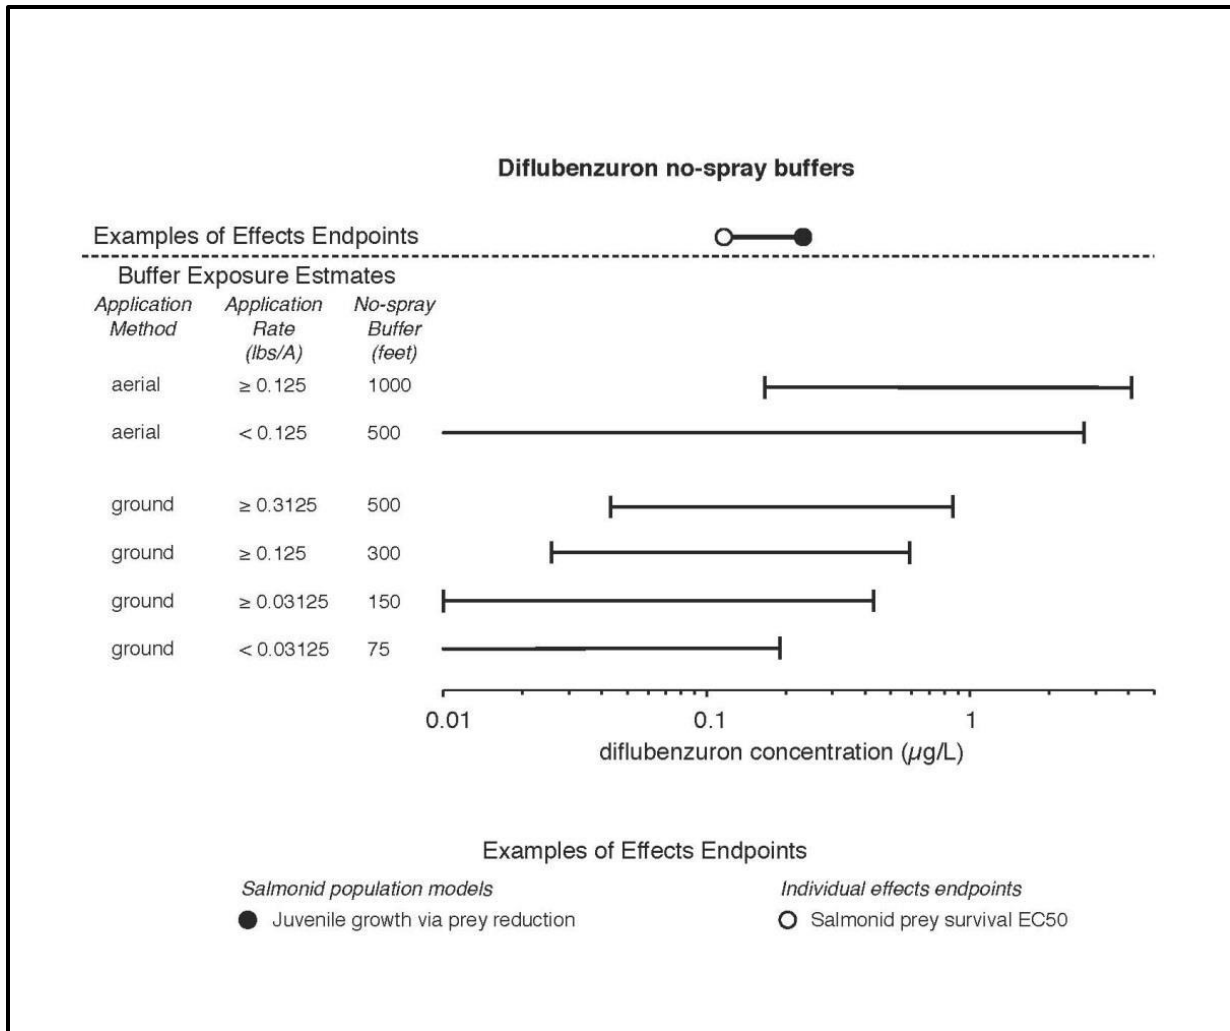 Diflubenzuron no-spray buffers
Examples of Effects Endpoints
Buffer Exposure Estmates
Application Method Application Rate (lbs/A) No-spray Buffer (feet)
aerial ≥ 0.125 1000
aerial < 0.125 500
ground ≥ 0.3125 500
ground ≥ 0.125 300
ground ≥ 0.03125 150
ground < 0.03125 75
0.01 0.1 1
diflubenzuron concentration (µg/L)
Examples of Effects Endpoints
Salmonid population models Individual effects endpoints
Juvenile growth via prey reduction Salmonid prey survival EC50